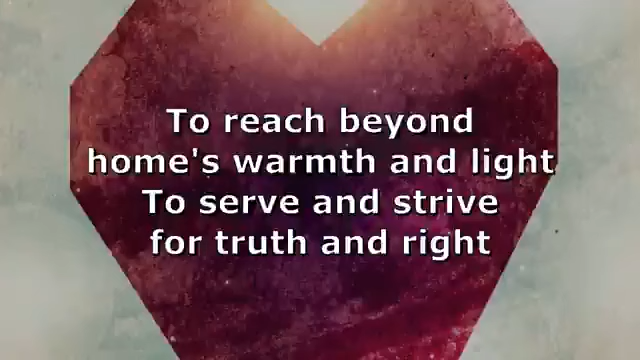 To reach beyond
home's warmth and light
To serve and strive
for truth and right